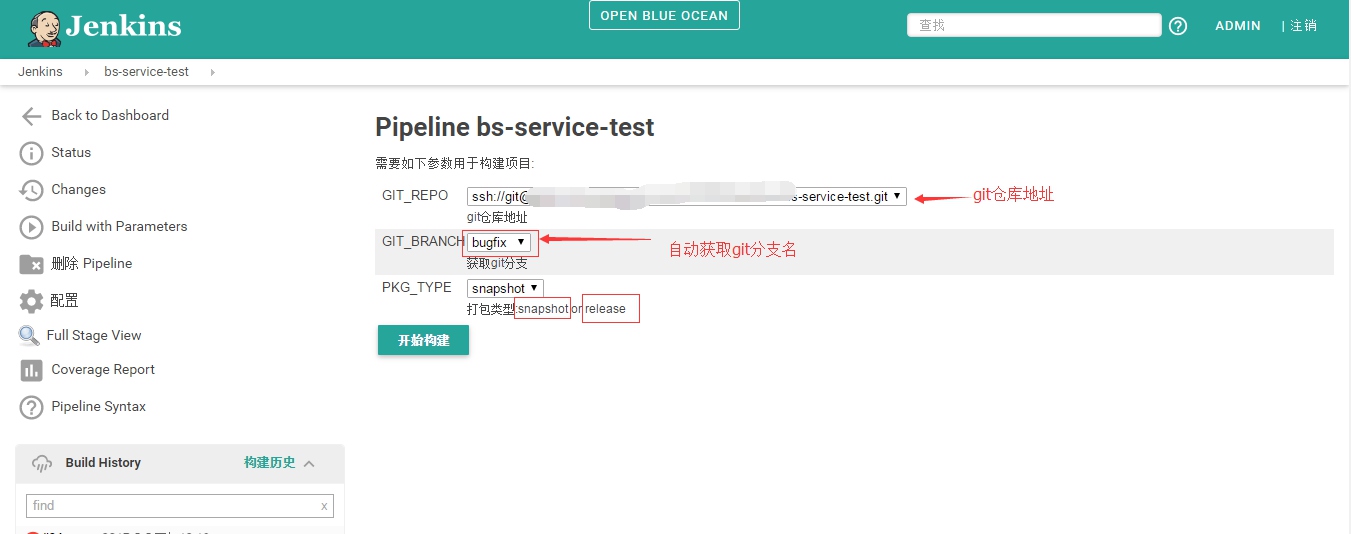 Jenkins
OPEN BLUE OCEAN
查找
ADMIN
| 注销
Jenkins
bs-service-test
Back to Dashboard
Status
Changes
Build with Parameters
删除 Pipeline
配置
Full Stage View
Coverage Report
Pipeline Syntax
Build History
构建历史
find
x
Pipeline bs-service-test
需要如下参数用于构建项目:
GIT_REPO
ssh://git@
s-service-test.git
git仓库地址
git仓库地址
GIT_BRANCH
bugfix
自动获取git分支名
获取git分支
PKG_TYPE
snapshot
打包类型:snapshot or release
开始构建